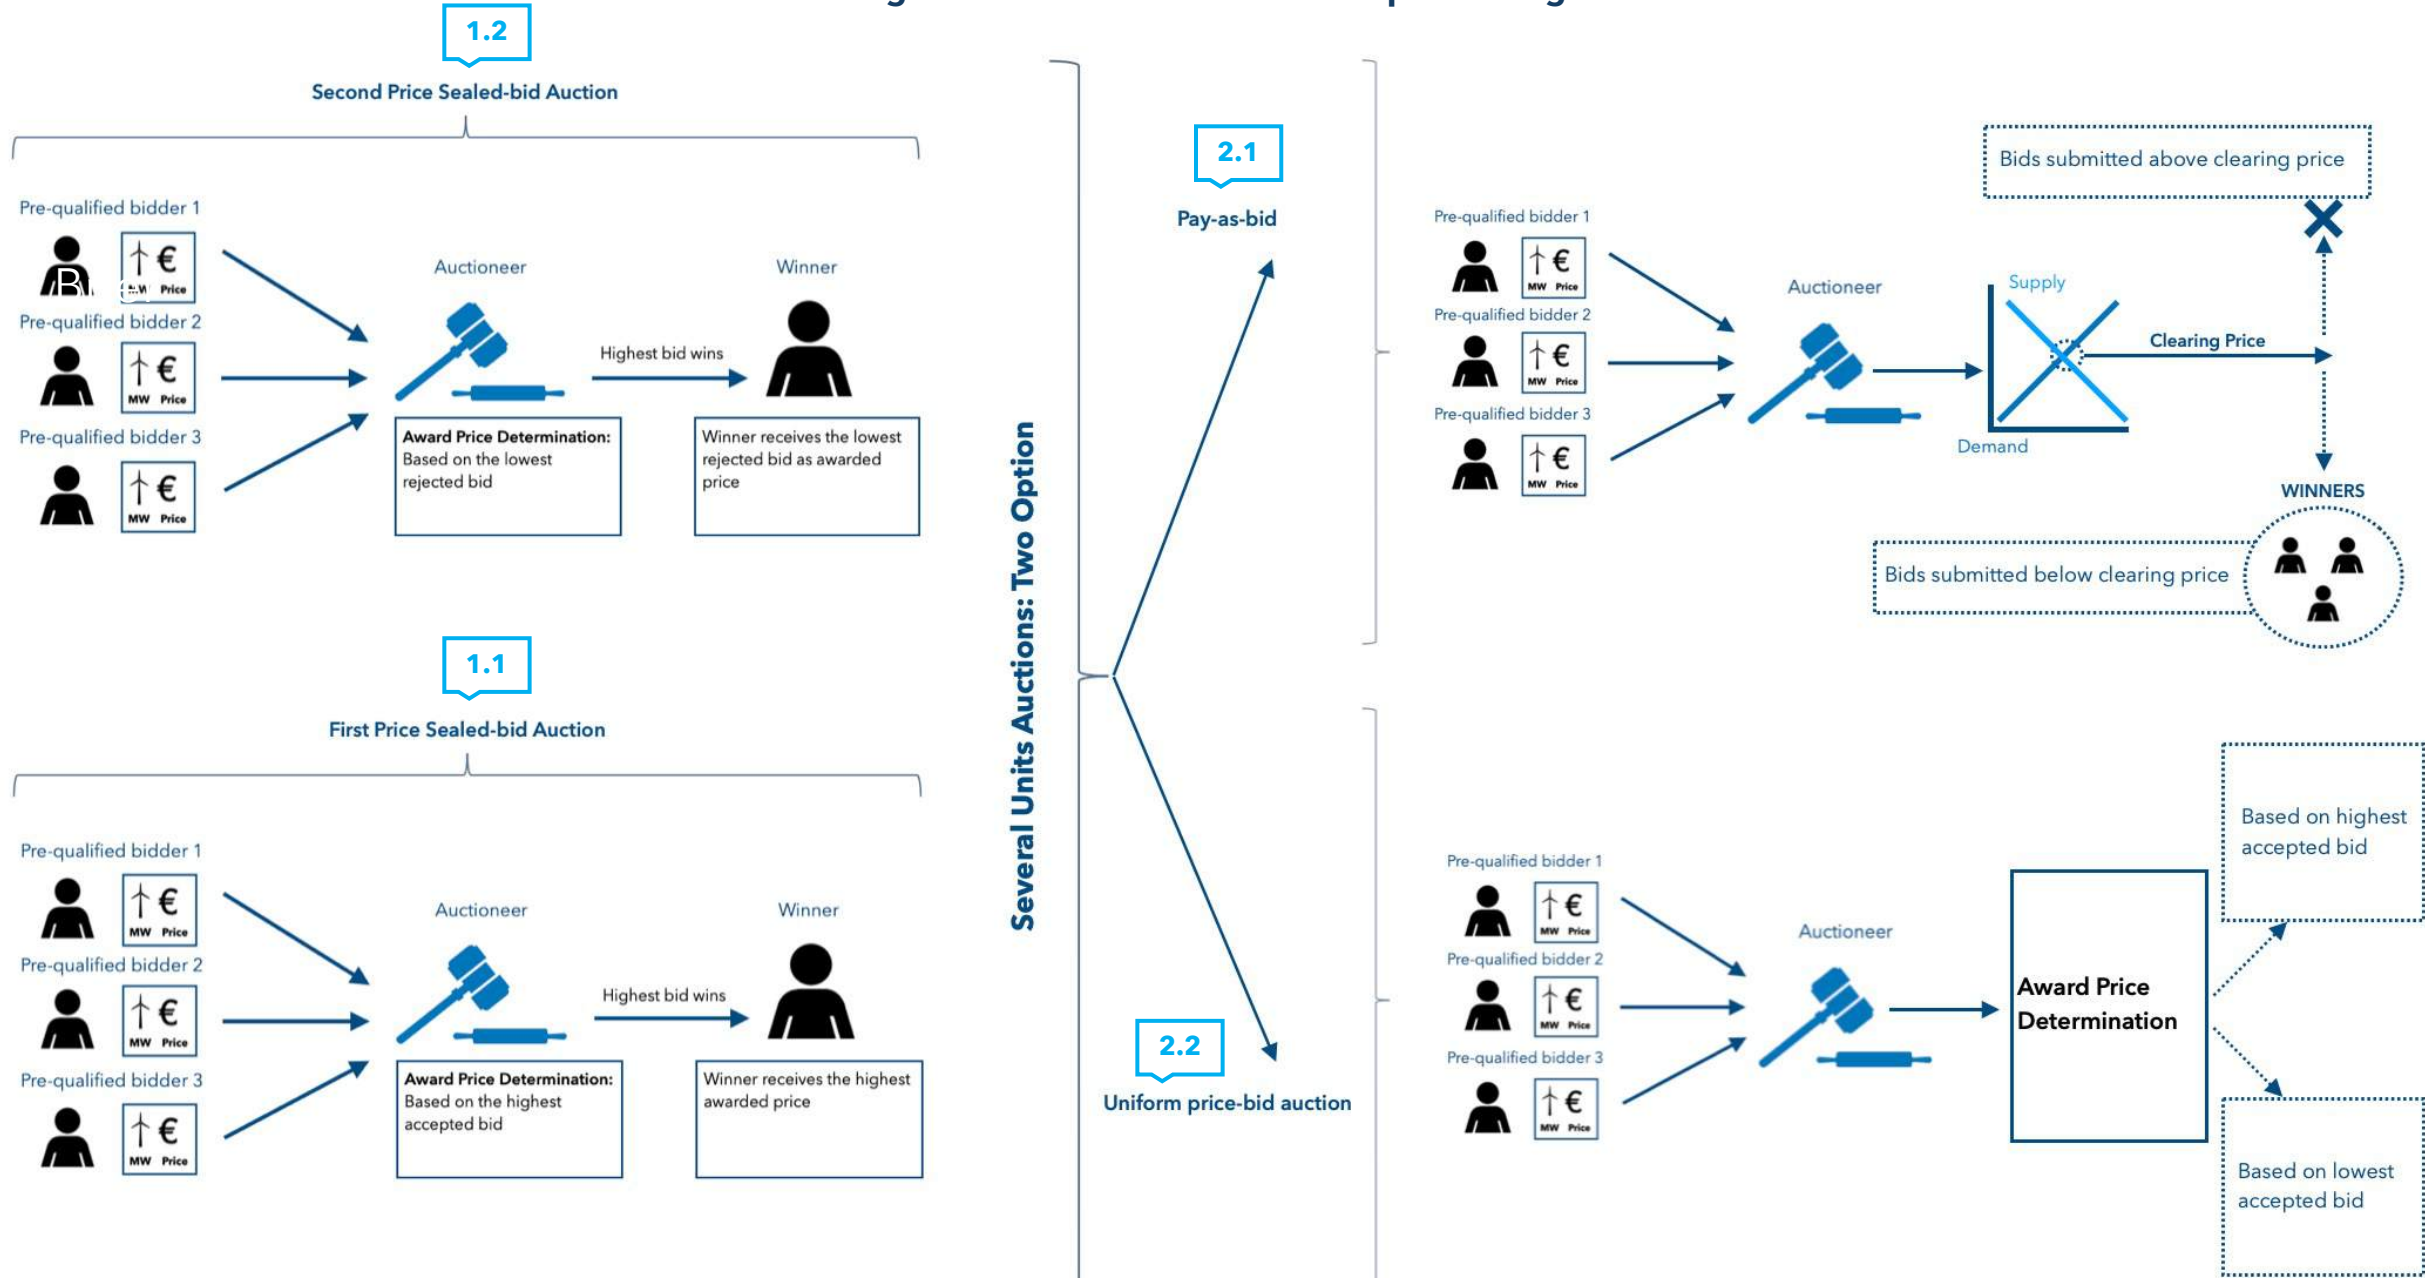 1.2
Second Price Sealed-bid Auction
Pre-qualified bidder 1
€
MW Price
Pre-qualified bidder 2
€
MW Price
Pre-qualified bidder 3
€
MW Price
Auctioneer
Highest bid wins
Winner
Award Price Determination:
Based on the lowest
rejected bid
Winner receives the lowest
rejected bid as awarded
price
1.1
First Price Sealed-bid Auction
Pre-qualified bidder 1
€
MW Price
Pre-qualified bidder 2
€
MW Price
Pre-qualified bidder 3
€
MW Price
Auctioneer
Highest bid wins
Winner
Award Price Determination:
Based on the highest
accepted bid
Winner receives the highest
awarded price
Several Units Auctions: Two Option
2.1
Pay-as-bid
Pre-qualified bidder 1
€
MW Price
Pre-qualified bidder 2
€
MW Price
Pre-qualified bidder 3
€
MW Price
Auctioneer
Supply
Demand
Clearing Price
Bids submitted above clearing price
WINNERS
Bids submitted below clearing price
2.2
Uniform price-bid auction
Pre-qualified bidder 1
€
MW Price
Pre-qualified bidder 2
€
MW Price
Pre-qualified bidder 3
€
MW Price
Auctioneer
Award Price
Determination
Based on highest
accepted bid
Based on lowest
accepted bid